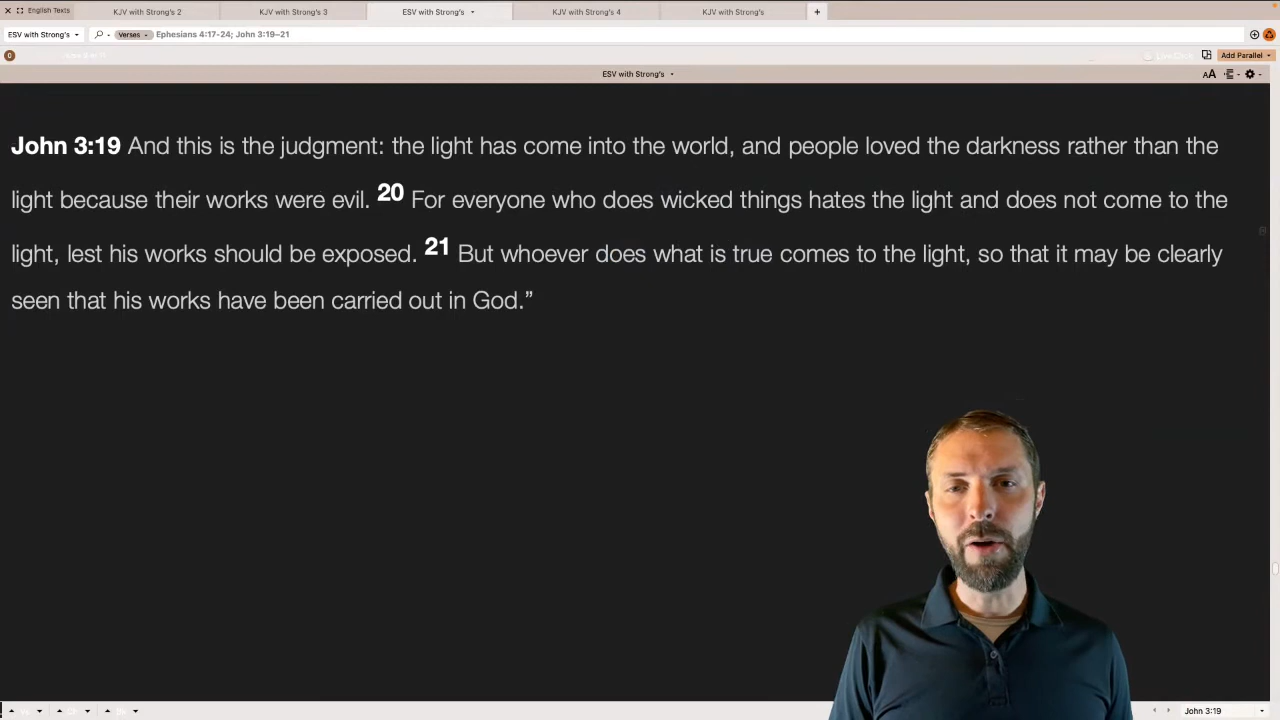 English Texts
KJV with Strong's 2
KJV with Strong's 3
ESV with Strong's
KJV with Strong's 4
KJV with Strong's
+
ESV with Strong's
Verses
Ephesians 4:17-24; John 3:19–21
0
Add Parallel
ESV with Strong's
AA
John 3:19 And this is the judgment: the light has come into the world, and people loved the darkness rather than the
light because their works were evil. 20 For everyone who does wicked things hates the light and does not come to the
light, lest his works should be exposed. 21 But whoever does what is true comes to the light, so that it may be clearly
seen that his works have been carried out in God.”
John 3:19